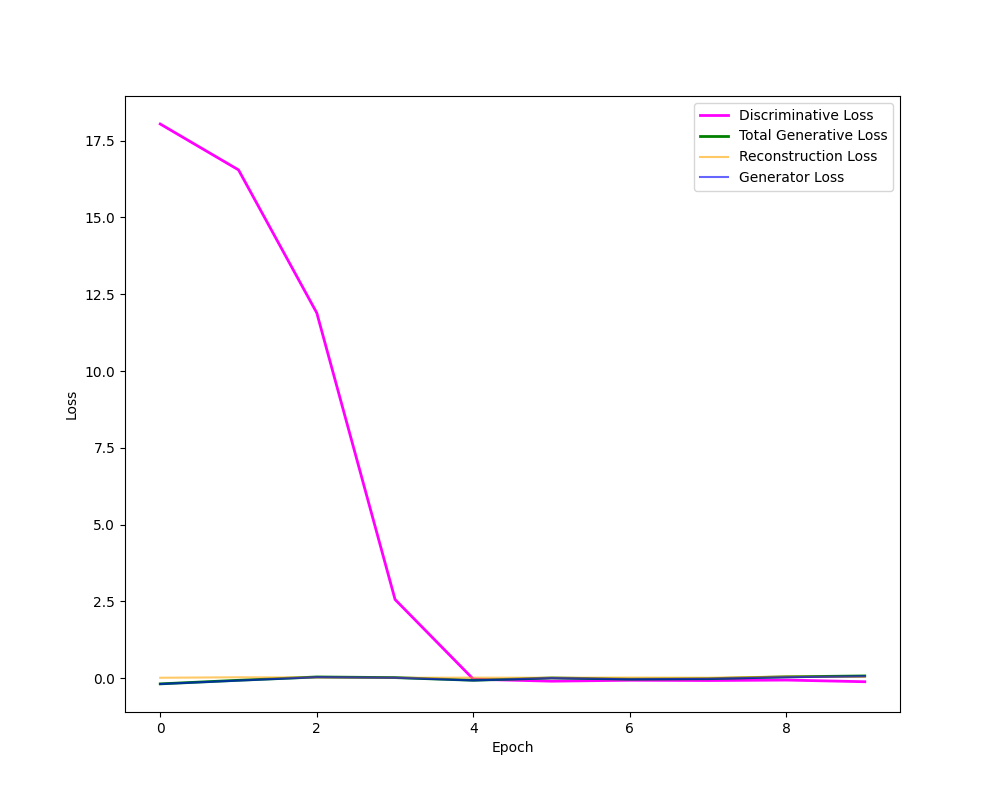 Discriminative Loss
Total Generative Loss
Reconstruction Loss
Generator Loss
17.5
15.0
12.5
10.0
7.5
5.0
2.5
0.0
Loss
0 2 4 6 8
Epoch